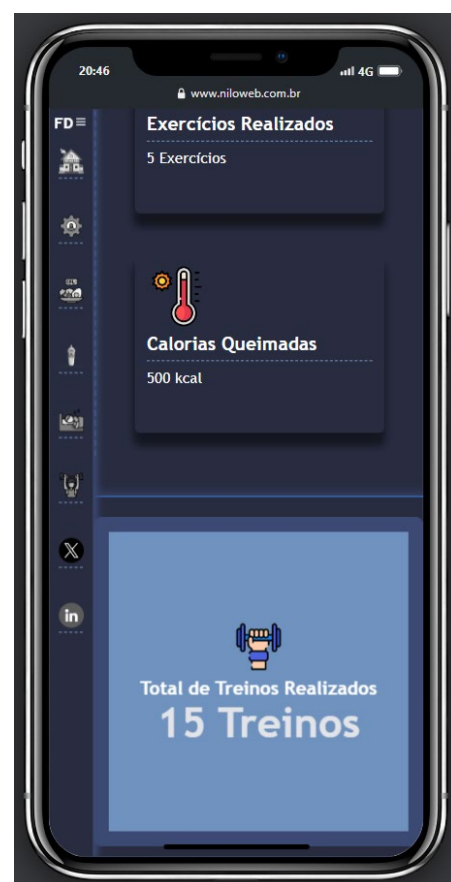 20:46
4G
www.niloweb.com.br
FD
Exercícios Realizados
5 Exercícios
Calorias Queimadas
500 kcal
X
in
Total de Treinos Realizados
15 Treinos